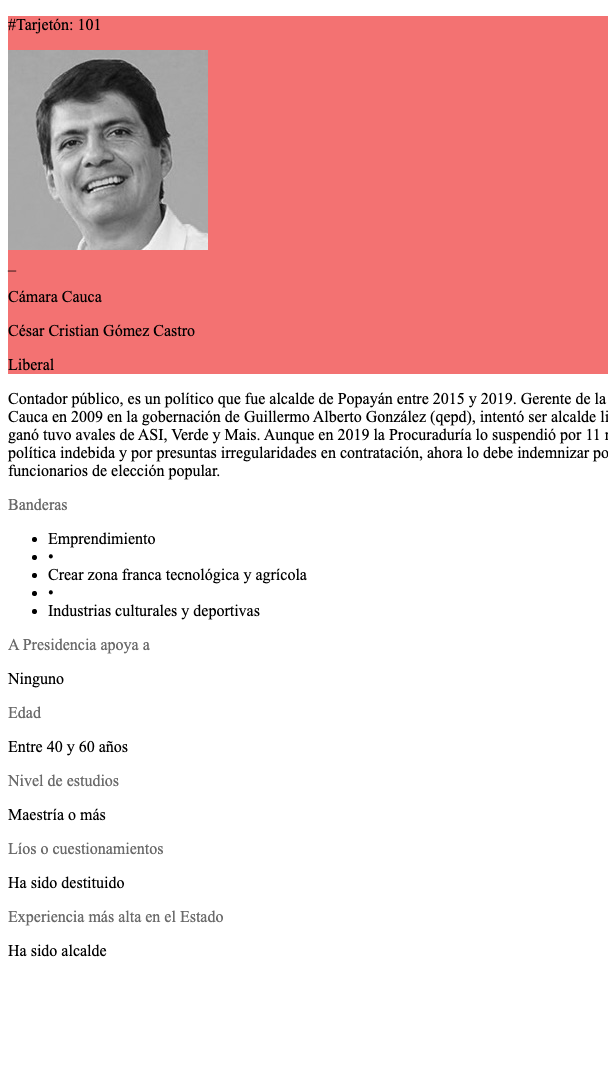 #Tarjetón: 101
_
Cámara Cauca
César Cristian Gómez Castro
Liberal
Contador público, es un político que fue alcalde de Popayán entre 2015 y 2019. Gerente de la
Cauca en 2009 en la gobernación de Guillermo Alberto González (qepd), intentó ser alcalde li
ganó tuvo avales de ASI, Verde y Mais. Aunque en 2019 la Procuraduría lo suspendió por 11
política indebida y por presuntas irregularidades en contratación, ahora lo debe indemnizar po
funcionarios de elección popular.
Banderas
• Emprendimiento
• •
• Crear zona franca tecnológica y agrícola
• •
• Industrias culturales y deportivas
A Presidencia apoya a
Ninguno
Edad
Entre 40 y 60 años
Nivel de estudios
Maestría o más
Líos o cuestionamientos
Ha sido destituido
Experiencia más alta en el Estado
Ha sido alcalde